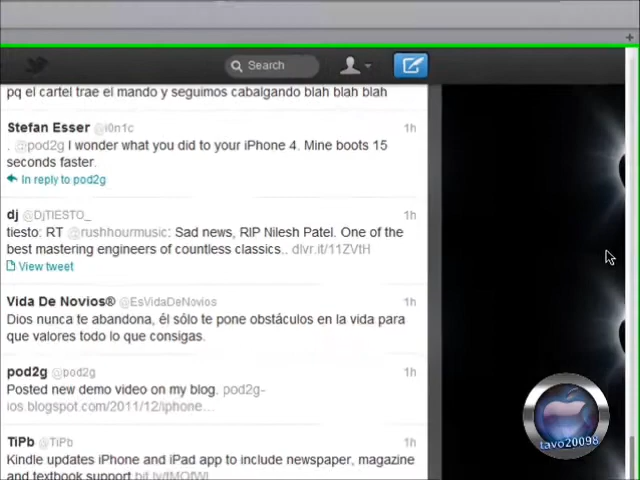 Search
pq el cartel trae el mando y seguimos cabalgando blah blah blah
Stefan Esser @i0n1c 1h
. @pod2g I wonder what you did to your iPhone 4. Mine boots 15
seconds faster.
In reply to pod2g
dj @DjTIESTO_ 1h
tiesto: RT @rushhourmusic: Sad news, RIP Nilesh Patel. One of the
best mastering engineers of countless classics.. dlvr.it/11ZVtH
View tweet
Vida De Novios® @EsVidaDeNovios 1h
Dios nunca te abandona, él sólo te pone obstáculos en la vida para
que valores todo lo que consigas.
pod2g @pod2g 1h
Posted new demo video on my blog. pod2g-
ios.blogspot.com/2011/12/iphone...
TiPb @TiPb 1h
Kindle updates iPhone and iPad app to include newspaper, magazine
and textbook support
tavo20098